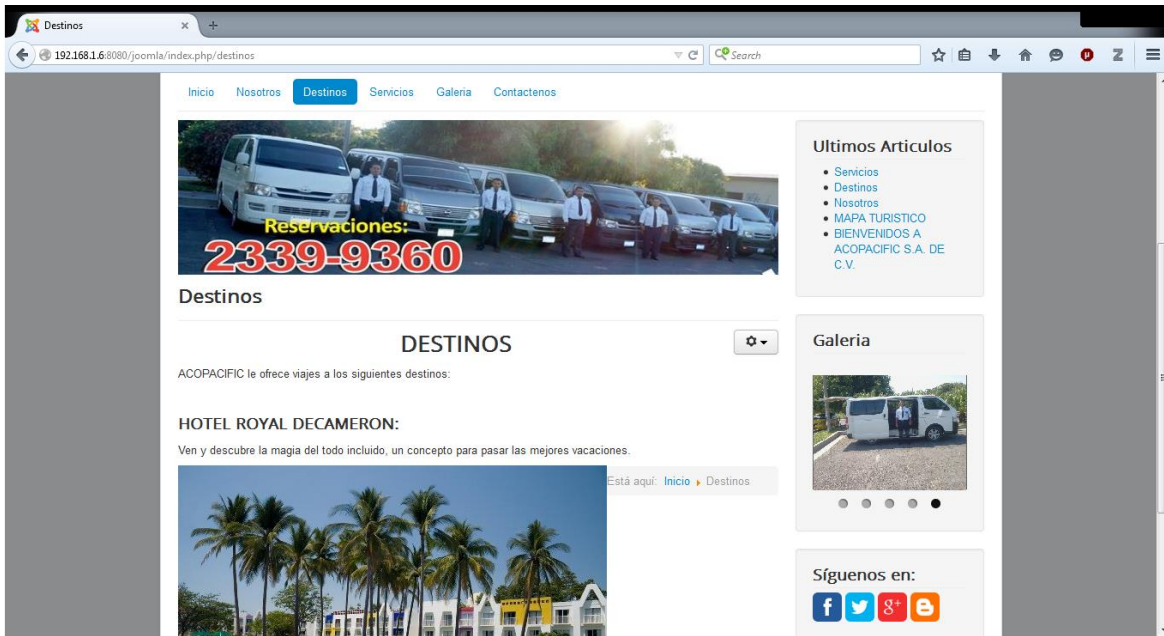 Destinos
192.168.1.6:8080/joomla/index.php/destinos
Search
Inicio Nosotros Destinos Servicios Galeria Contactenos
Reservaciones:
2339-9360
Destinos
DESTINOS
ACOPACIFIC le ofrece viajes a los siguientes destinos:
HOTEL ROYAL DECAMERON:
Ven y descubre la magia del todo incluido, un concepto para pasar las mejores vacaciones.
Está aquí: Inicio Destinos
Ultimos Articulos
Servicios
Destinos
Nosotros
MAPA TURISTICO
BIENVENIDOS A
ACOPACIFIC S.A. DE
C.V.
Galeria
Síguenos en: